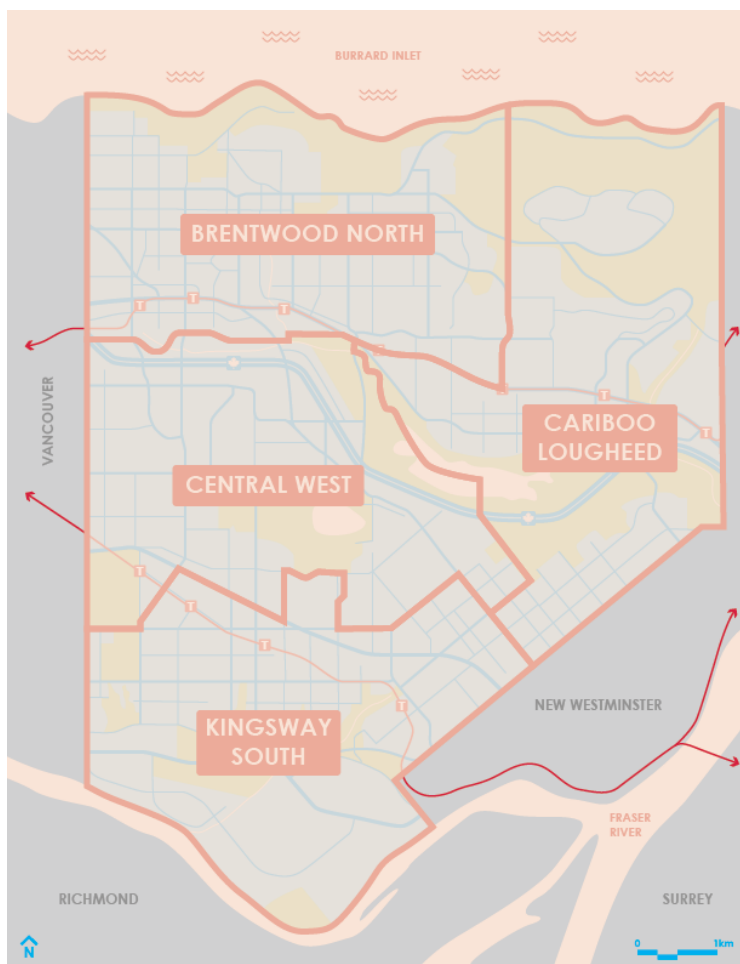 BURRARD INLET
BRENTWOOD NORTH
T
T
T
T
VANCOUVER
T
T
CARIBOO
LOUGHEED
T
CENTRAL WEST
T
T
T
NEW WESTMINSTER
T
KINGSWAY
SOUTH
FRASER
RIVER
RICHMOND
SURREY
N
0
1km